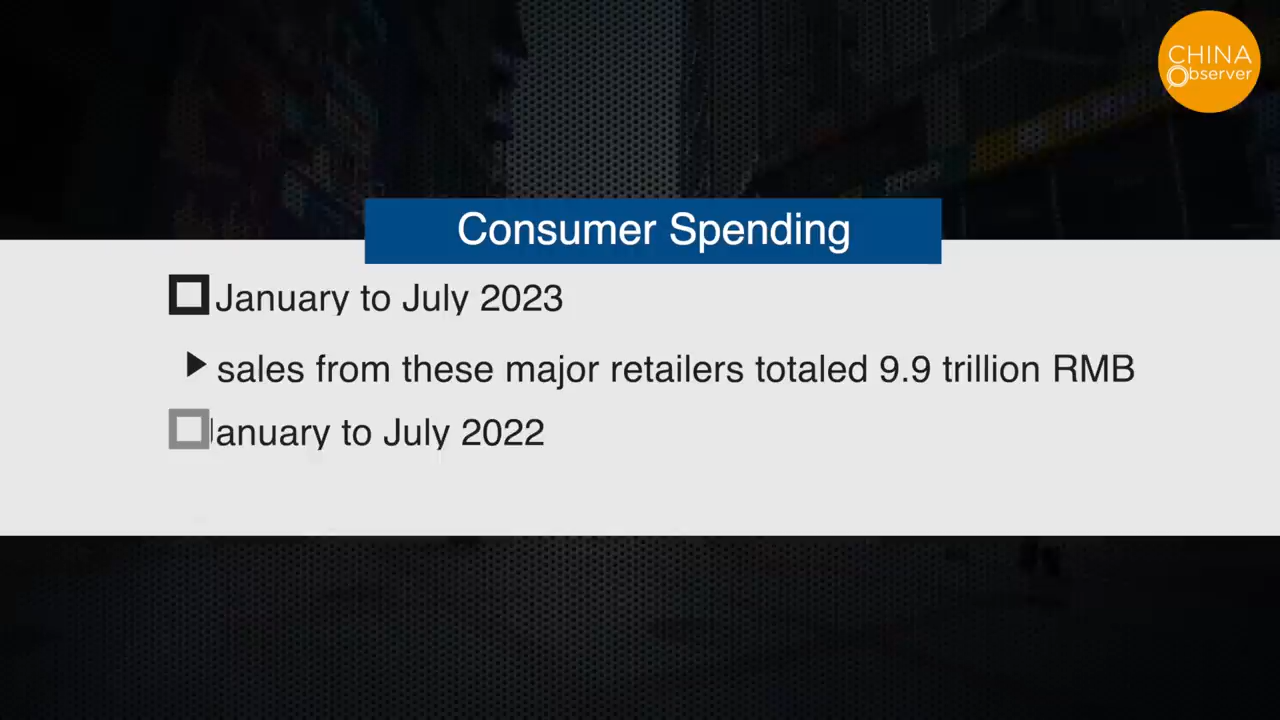 CHINA
Observer
Consumer Spending
January to July 2023
sales from these major retailers totaled 9.9 trillion RMB
January to July 2022